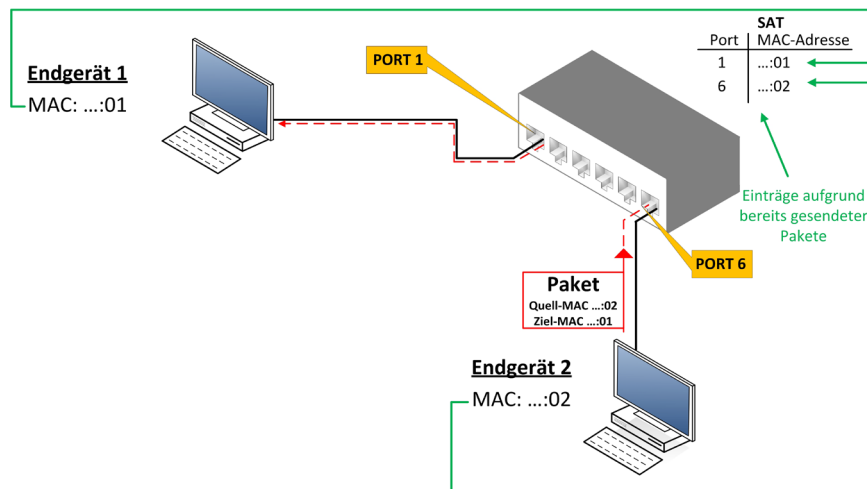 SAT
Port MAC-Adresse
1 ...:01
6 ...:02
PORT 1
Endgerät 1
MAC: ...:01
Einträge aufgrund
bereits gesendeter
Pakete
PORT 6
Paket
Quell-MAC ...:02
Ziel-MAC ...:01
Endgerät 2
MAC: ...:02